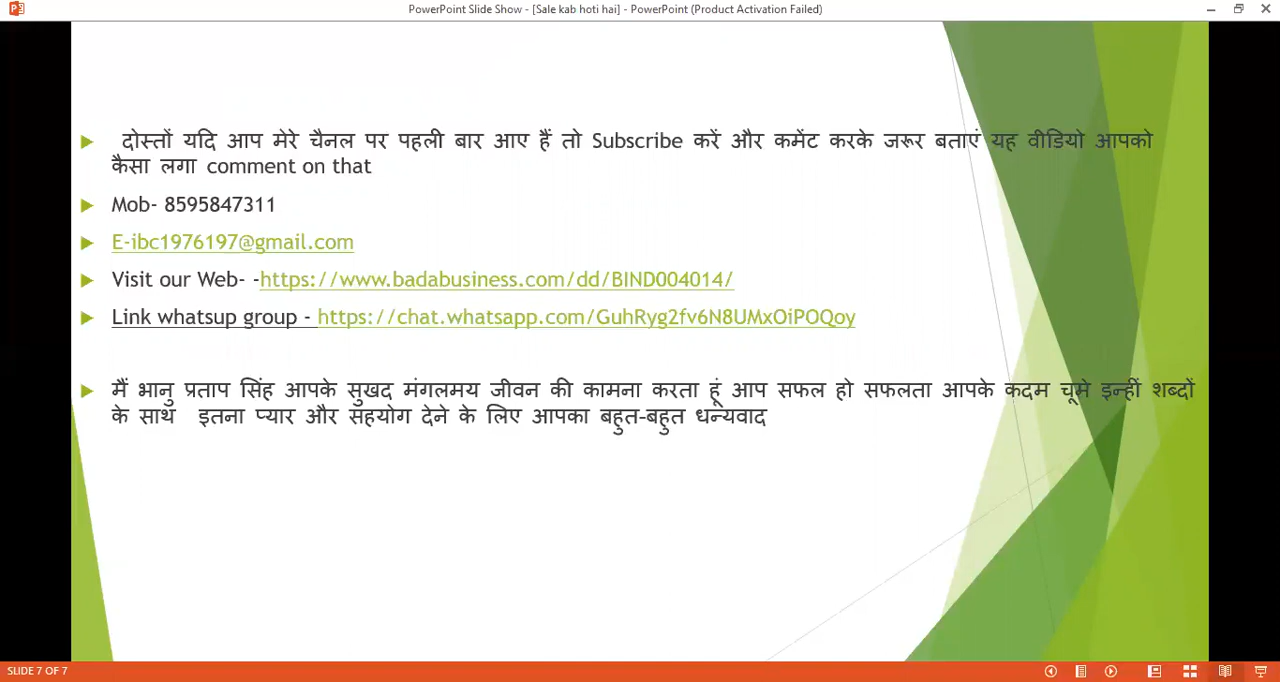 PowerPoint Slide Show - [Sale kab hoti hai] - PowerPoint (Product Activation Failed)
दोस्तों यदि आप मेरे चैनल पर पहली बार आए हैं तो Subscribe करें और कमेंट करके जरूर बताएं यह वीडियो आपको
कैसा लगा comment on that
Mob- 8595847311
E-ibc1976197@gmail.com
Visit our Web- -https://www.badabusiness.com/dd/BIND004014/
Link whatsup group - https://chat.whatsapp.com/GuhRyg2fv6N8UMxOiPOQoy
मैं भानु प्रताप सिंह आपके सुखद मंगलमय जीवन की कामना करता हूं आप सफल हो सफलता आपके कदम चूमे इन्हीं शब्दों
के साथ इतना प्यार और सहयोग देने के लिए आपका बहुत-बहुत धन्यवाद
SLIDE 7 OF 7